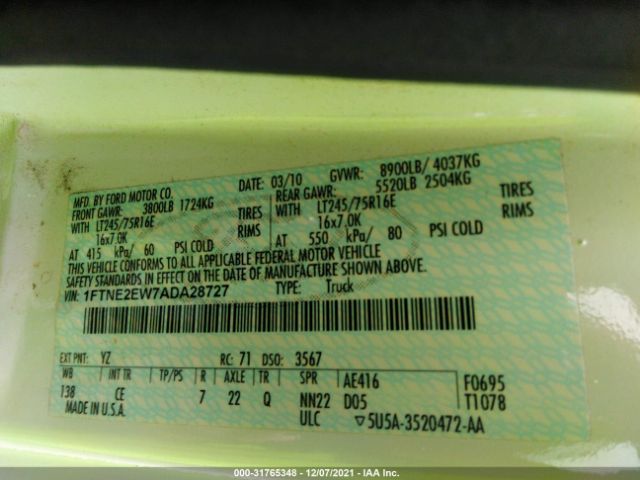 MFD. BY FORD MOTOR CO.
DATE: 03/10 GVWR: 8900LB/ 4037KG
FRONT GAWR: 3800LB 1724KG REAR GAWR: 5520LB 2504KG
WITH LT245/75R16E TIRES WITH LT245/75R16E TIRES
16x7.0K RIMS 16x7.0K RIMS
AT 415 kPa/ 60 PSI COLD AT 550 kPa/ 80 PSI COLD
THIS VEHICLE CONFORMS TO ALL APPLICABLE FEDERAL MOTOR VEHICLE
SAFETY STANDARDS IN EFFECT ON THE DATE OF MANUFACTURE SHOWN ABOVE.
VIN: 1FTNE2EW7ADA28727 TYPE: Truck
EXT PNT: YZ RC: 71 DSO: 3567
WB INT TR TP/PS R AXLE TR SPR AE416 F0695
138 CE 7 22 Q NN22 D05 T1078
MADE IN U.S.A. ULC ▽5U5A-3520472-AA
000-31765348 - 12/07/2021 - IAA Inc.